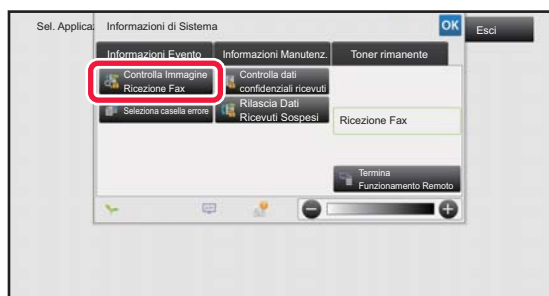 Sel. Applica
Informazioni di Sistema
OK
Esci
Informazioni Evento
Informazioni Manutenz.
Toner rimanente
Controlla Immagine
Ricezione Fax
Controlla dati
confidenziali ricevuti
Seleziona casella errore
Rilascia Dati
Ricevuti Sospesi
Ricezione Fax
Termina
Funzionamento Remoto